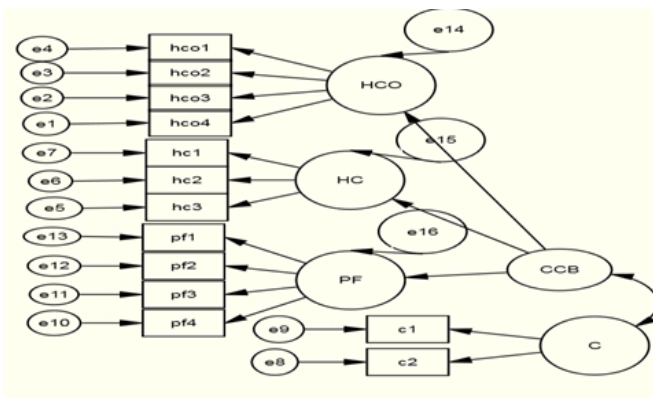 e14
e4 hco1
e3 hco2
HCO
e2 hco3
e1 hco4
e15
e7 hc1
e6 hc2 HC
e5 hc3
e16
e13 pf1
e12 pf2
CCB
PF
e11 pf3
e10 pf4
e9 c1
C
e8 c2